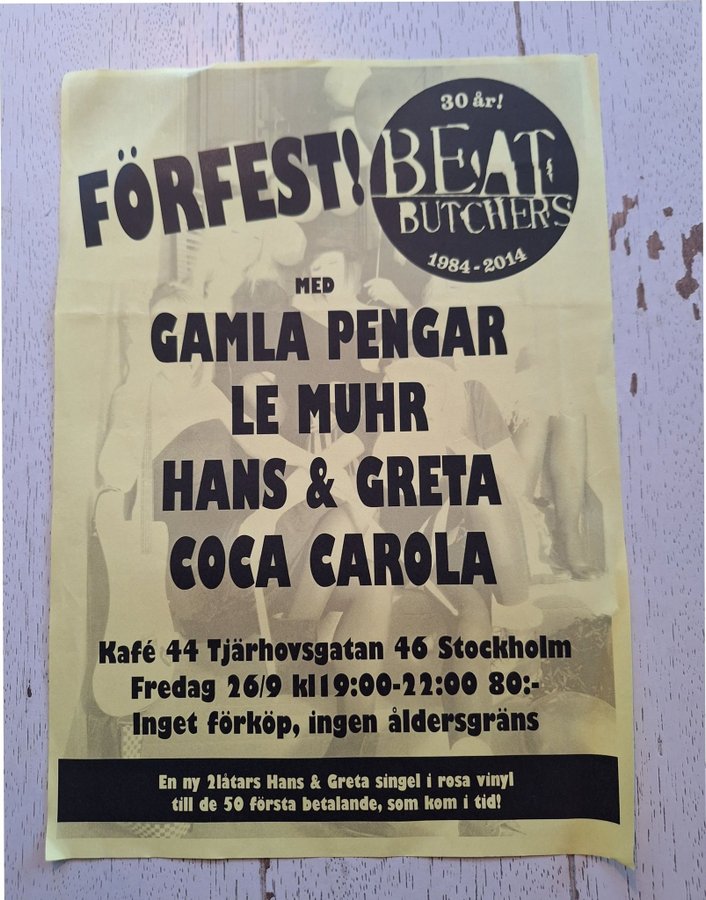 FÖRFEST!
30 år!
BEAT
BUTCHERS
1984-2014
MED
GAMLA PENGAR
LE MUHR
HANS & GRETA
COCA CAROLA
Kafé 44 Tjärhovsgatan 46 Stockholm
Fredag 26/9 kl19:00-22:00 80:-
Inget förköp, ingen åldersgräns
En ny 2låtars Hans & Greta singel i rosa vinyl
till de 50 första betalande, som kom i tid!